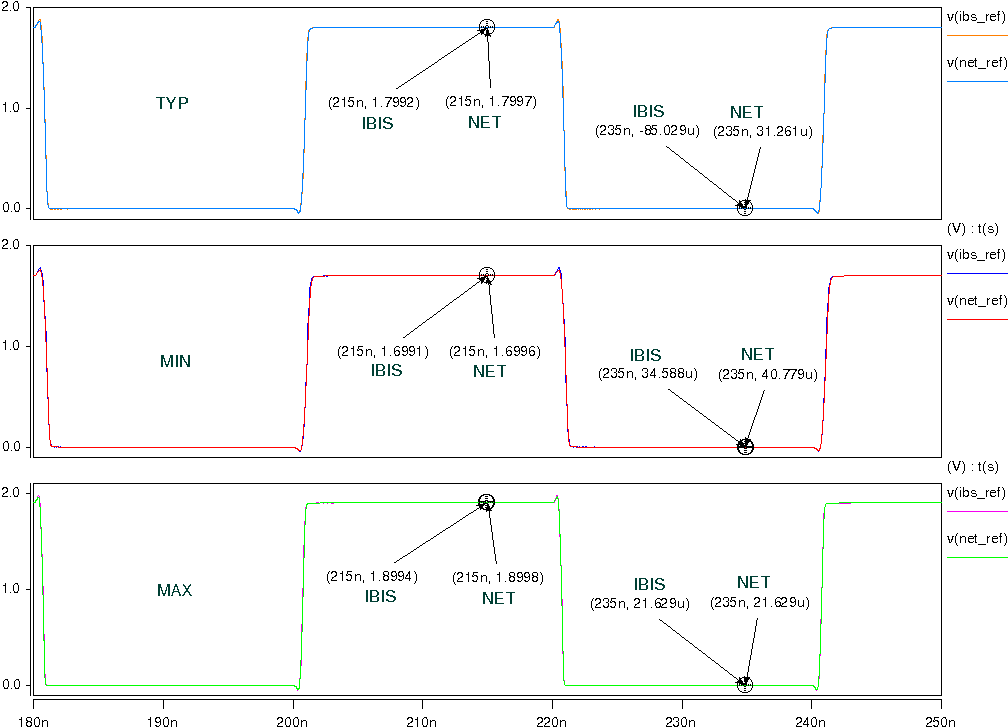 2.0
v(ibs_ref)
v(net_ref)
TYP
(215n, 1.7992)
(215n, 1.7997)
IBIS
NET
1.0
IBIS
NET
(235n, -85.029u)
(235n, 31.261u)
0.0
(V) : t(s)
2.0
v(ibs_ref)
v(net_ref)
1.0
MIN
(215n, 1.6991)
(215n, 1.6996)
IBIS
NET
IBIS
NET
(235n, 34.588u)
(235n, 40.779u)
0.0
(V) : t(s)
2.0
v(ibs_ref)
v(net_ref)
1.0
MAX
(215n, 1.8994)
(215n, 1.8998)
IBIS
NET
IBIS
NET
(235n, 21.629u)
(235n, 21.629u)
0.0
180n 190n 200n 210n 220n 230n 240n 250n